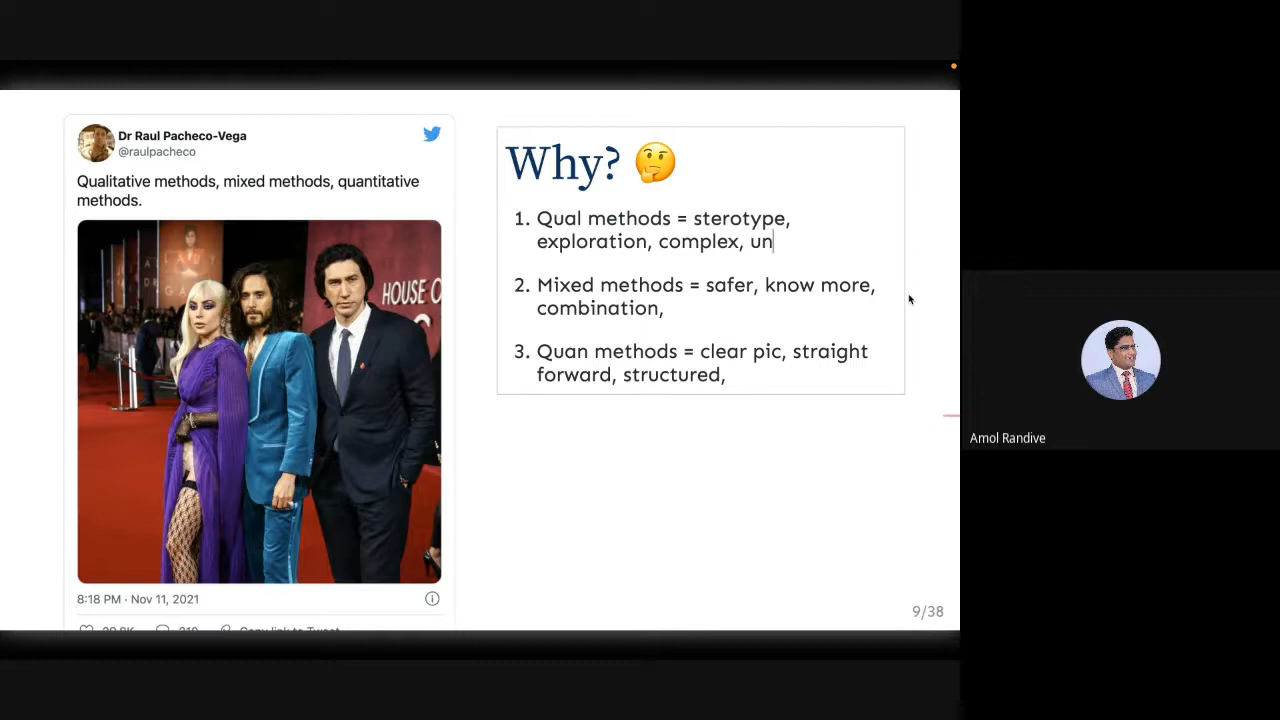 Dr Raul Pacheco-Vega
@raulpacheco
Qualitative methods, mixed methods, quantitative
methods.
HOUSE O
8:18 PM · Nov 11, 2021
Why? 🤔
1. Qual methods = sterotype,
exploration, complex, un
2. Mixed methods = safer, know more,
combination,
3. Quan methods = clear pic, straight
forward, structured,
9/38
Amol Randive